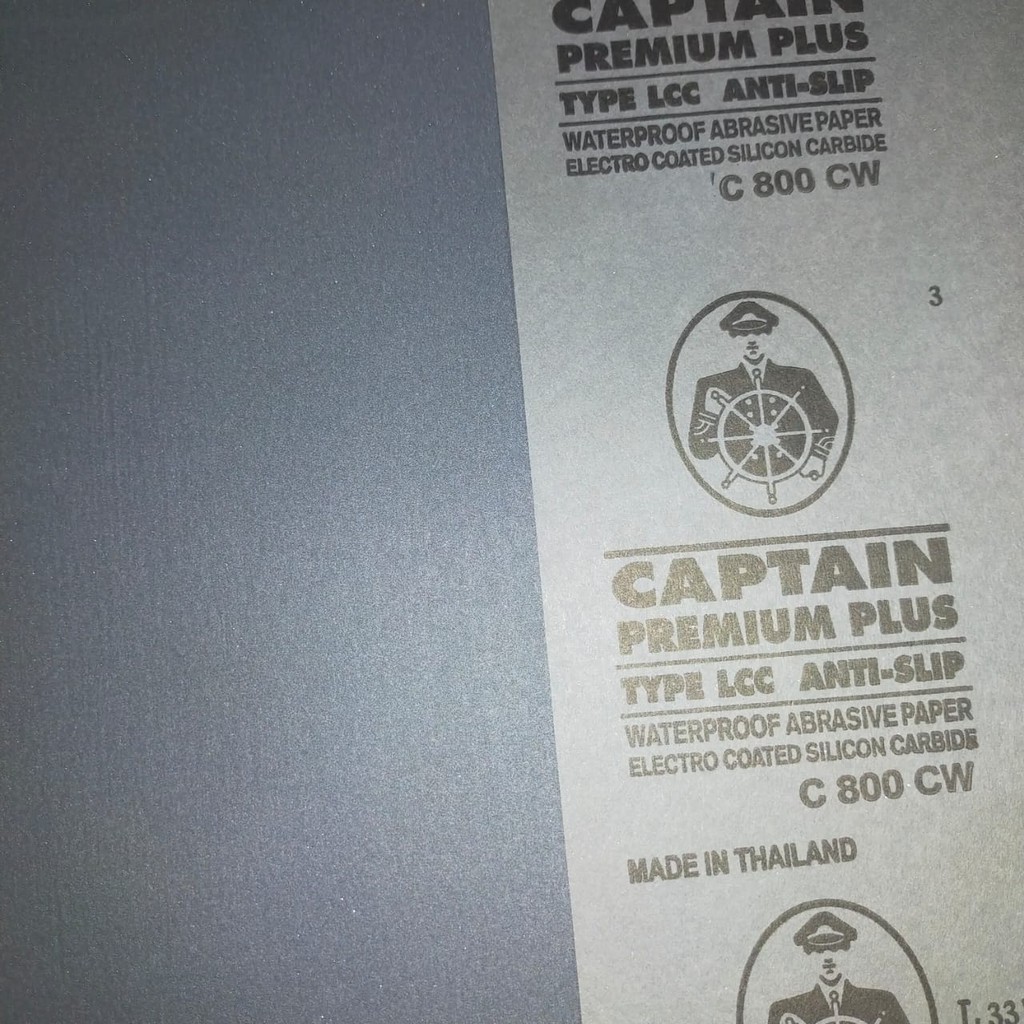 CAPTAIN
PREMIUM PLUS
TYPE LCC ANTI-SLIP
WATERPROOF ABRASIVE PAPER
ELECTRO COATED SILICON CARBIDE
C 800 CW
3
CAPTAIN
PREMIUM PLUS
TYPE LCC ANTI-SLIP
WATERPROOF ABRASIVE PAPER
ELECTRO COATED SILICON CARBIDE
C 800 CW
MADE IN THAILAND